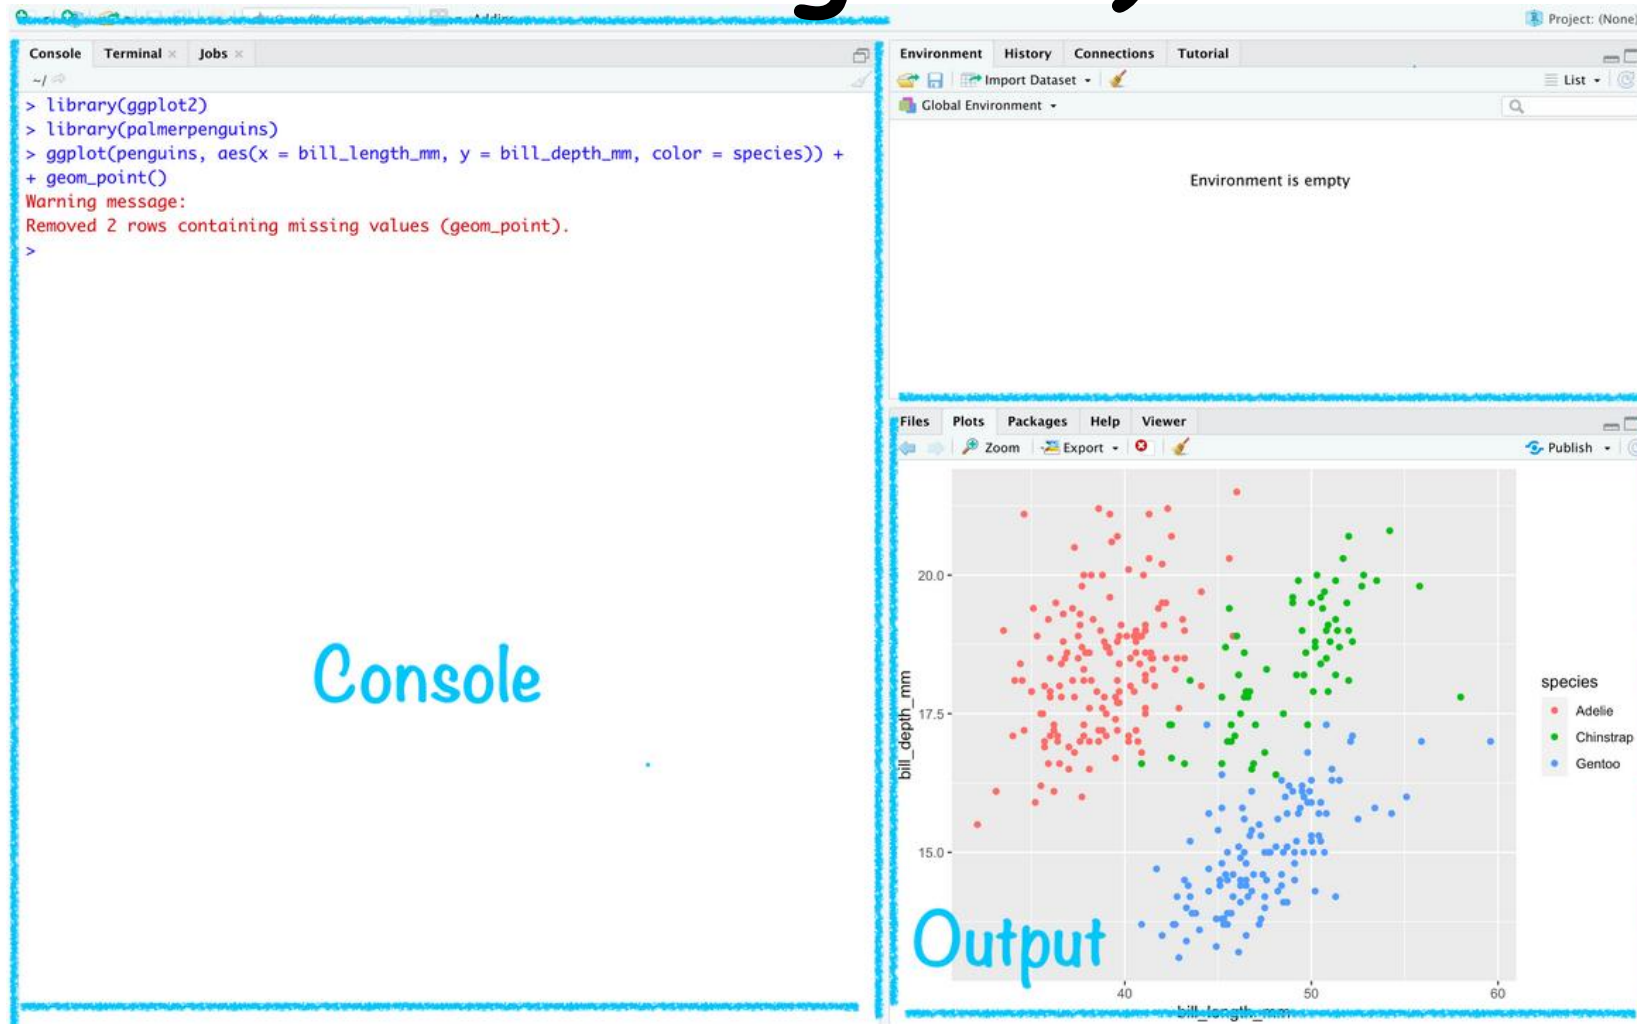 Project: (None)
Console Terminal Jobs
~/
> library(ggplot2)
> library(palmerpenguins)
> ggplot(penguins, aes(x = bill_length_mm, y = bill_depth_mm, color = species)) +
+ geom_point()
Warning message:
Removed 2 rows containing missing values (geom_point).
>
Console
Environment History Connections Tutorial
Import Dataset
List
Global Environment
Environment is empty
Files Plots Packages Help Viewer
Zoom Export
Publish
20.0
17.5
15.0
bill_depth_mm
40 50 60
bill_length_mm
species
Adelie
Chinstrap
Gentoo
Output